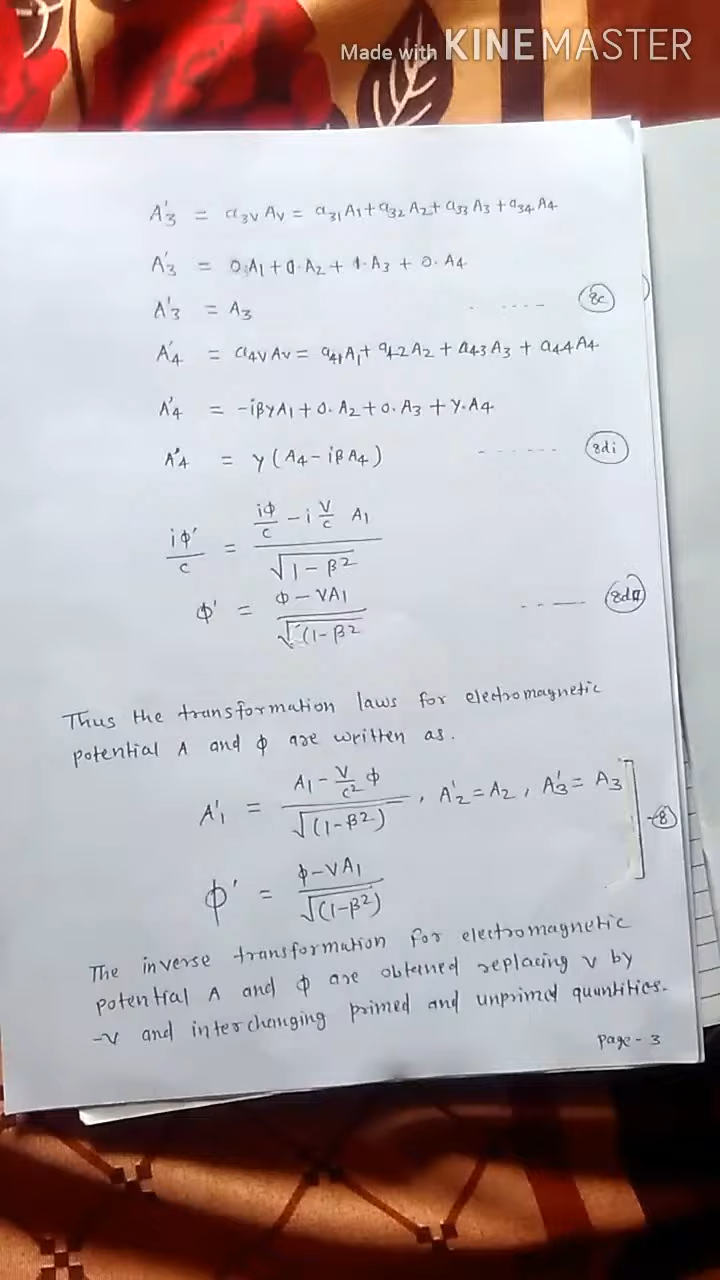 Made with KINEMASTER
A'3 = a3ν Aν = a31 A1 + a32 A2 + a33 A3 + a34 A4
A'3 = 0.A1 + 0.A2 + 1.A3 + 0.A4
A'3 = A3 ------ (8c)
A'4 = a4ν Aν = a41 A1 + a42 A2 + a43 A3 + a44 A4
A'4 = -iβγA1 + 0.A2 + 0.A3 + γ.A4
A'4 = γ(A4 - iβ A4) ------ (8di)
iφ'/c = (iφ/c - i v/c A1) / √1-β²
φ' = (φ - VA1) / √(1-β² ------ (8dii)
Thus the transformation laws for electromagnetic
potential A and φ are written as.
A'1 = (A1 - V/c² φ) / √(1-β²) , A'2 = A2 , A'3 = A3
-(8)
φ' = (φ-VA1) / √(1-β²)
The inverse transformation for electromagnetic
potential A and φ are obtained replacing v by
-v and interchanging primed and unprimed quantities.
Page - 3